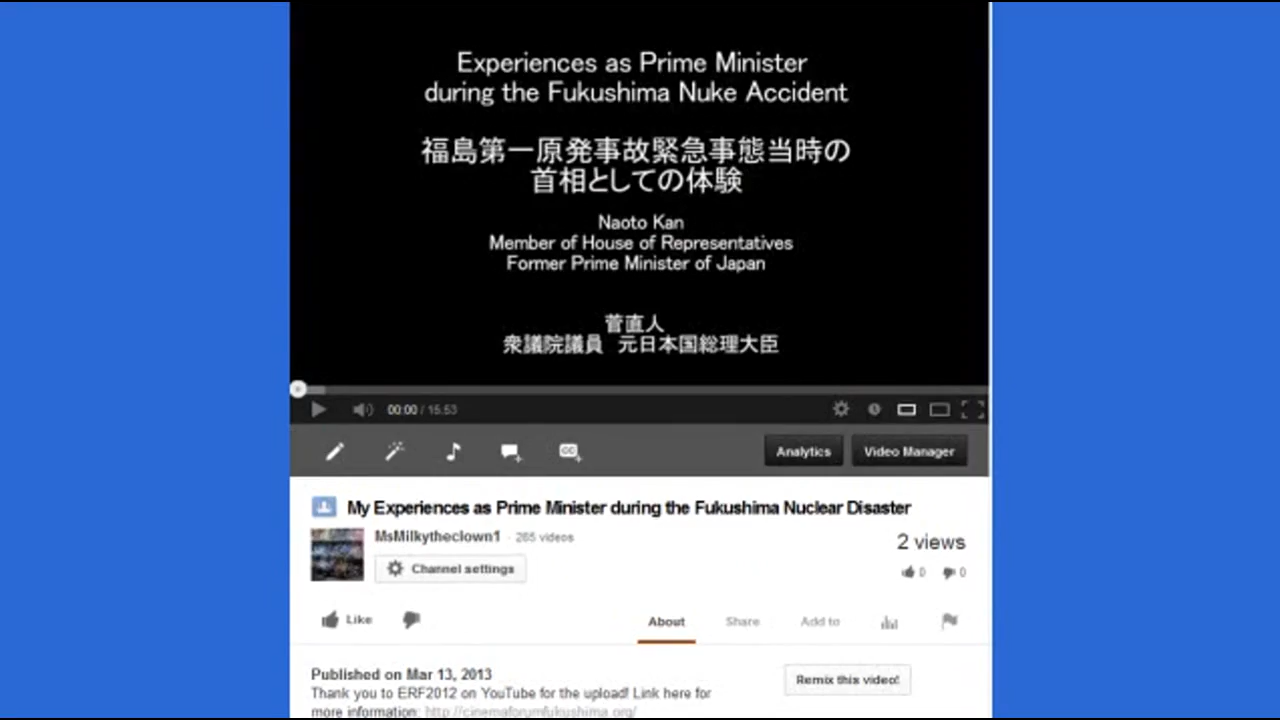 Experiences as Prime Minister
during the Fukushima Nuke Accident
福島第一原発事故緊急事態当時の
首相としての体験
Naoto Kan
Member of House of Representatives
Former Prime Minister of Japan
菅直人
衆議院議員 元日本国総理大臣
00:00 / 15:53
CC
Analytics
Video Manager
My Experiences as Prime Minister during the Fukushima Nuclear Disaster
MsMilkytheclown1 · 265 videos
2 views
Channel settings
0 0
Like
About Share Add to
Published on Mar 13, 2013
Remix this video!
Thank you to ERF2012 on YouTube for the upload! Link here for
more information: http://cinemaforumfukushima.org/